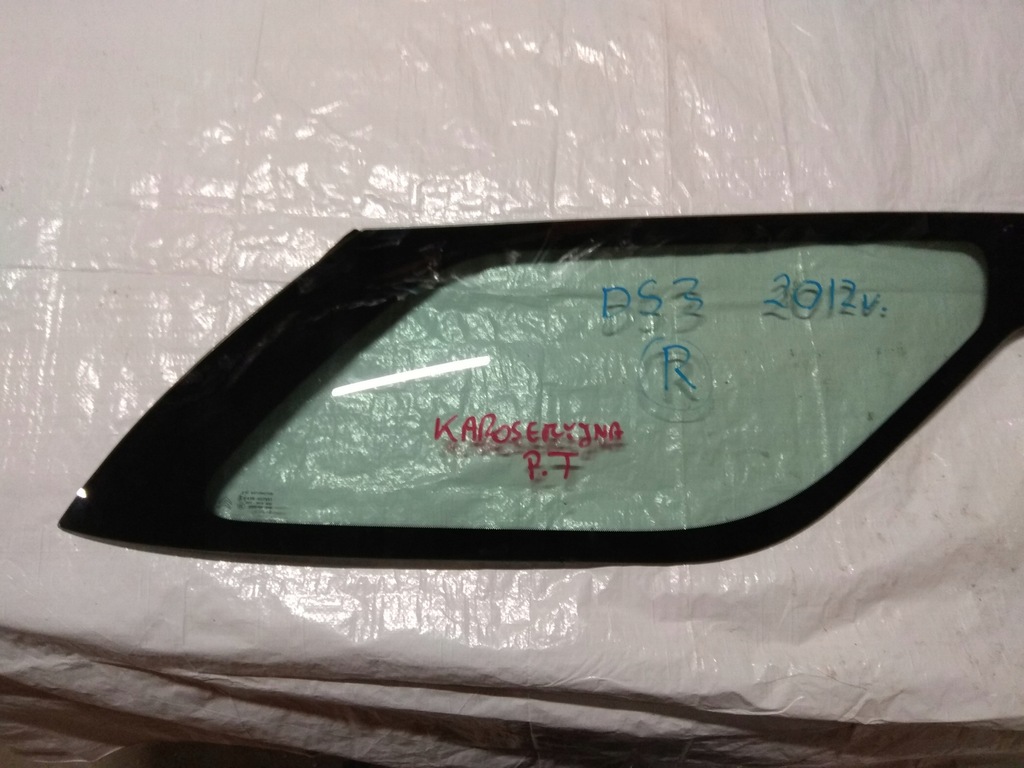 DS3 2012r.
R
KAROSERYJNA
P.T